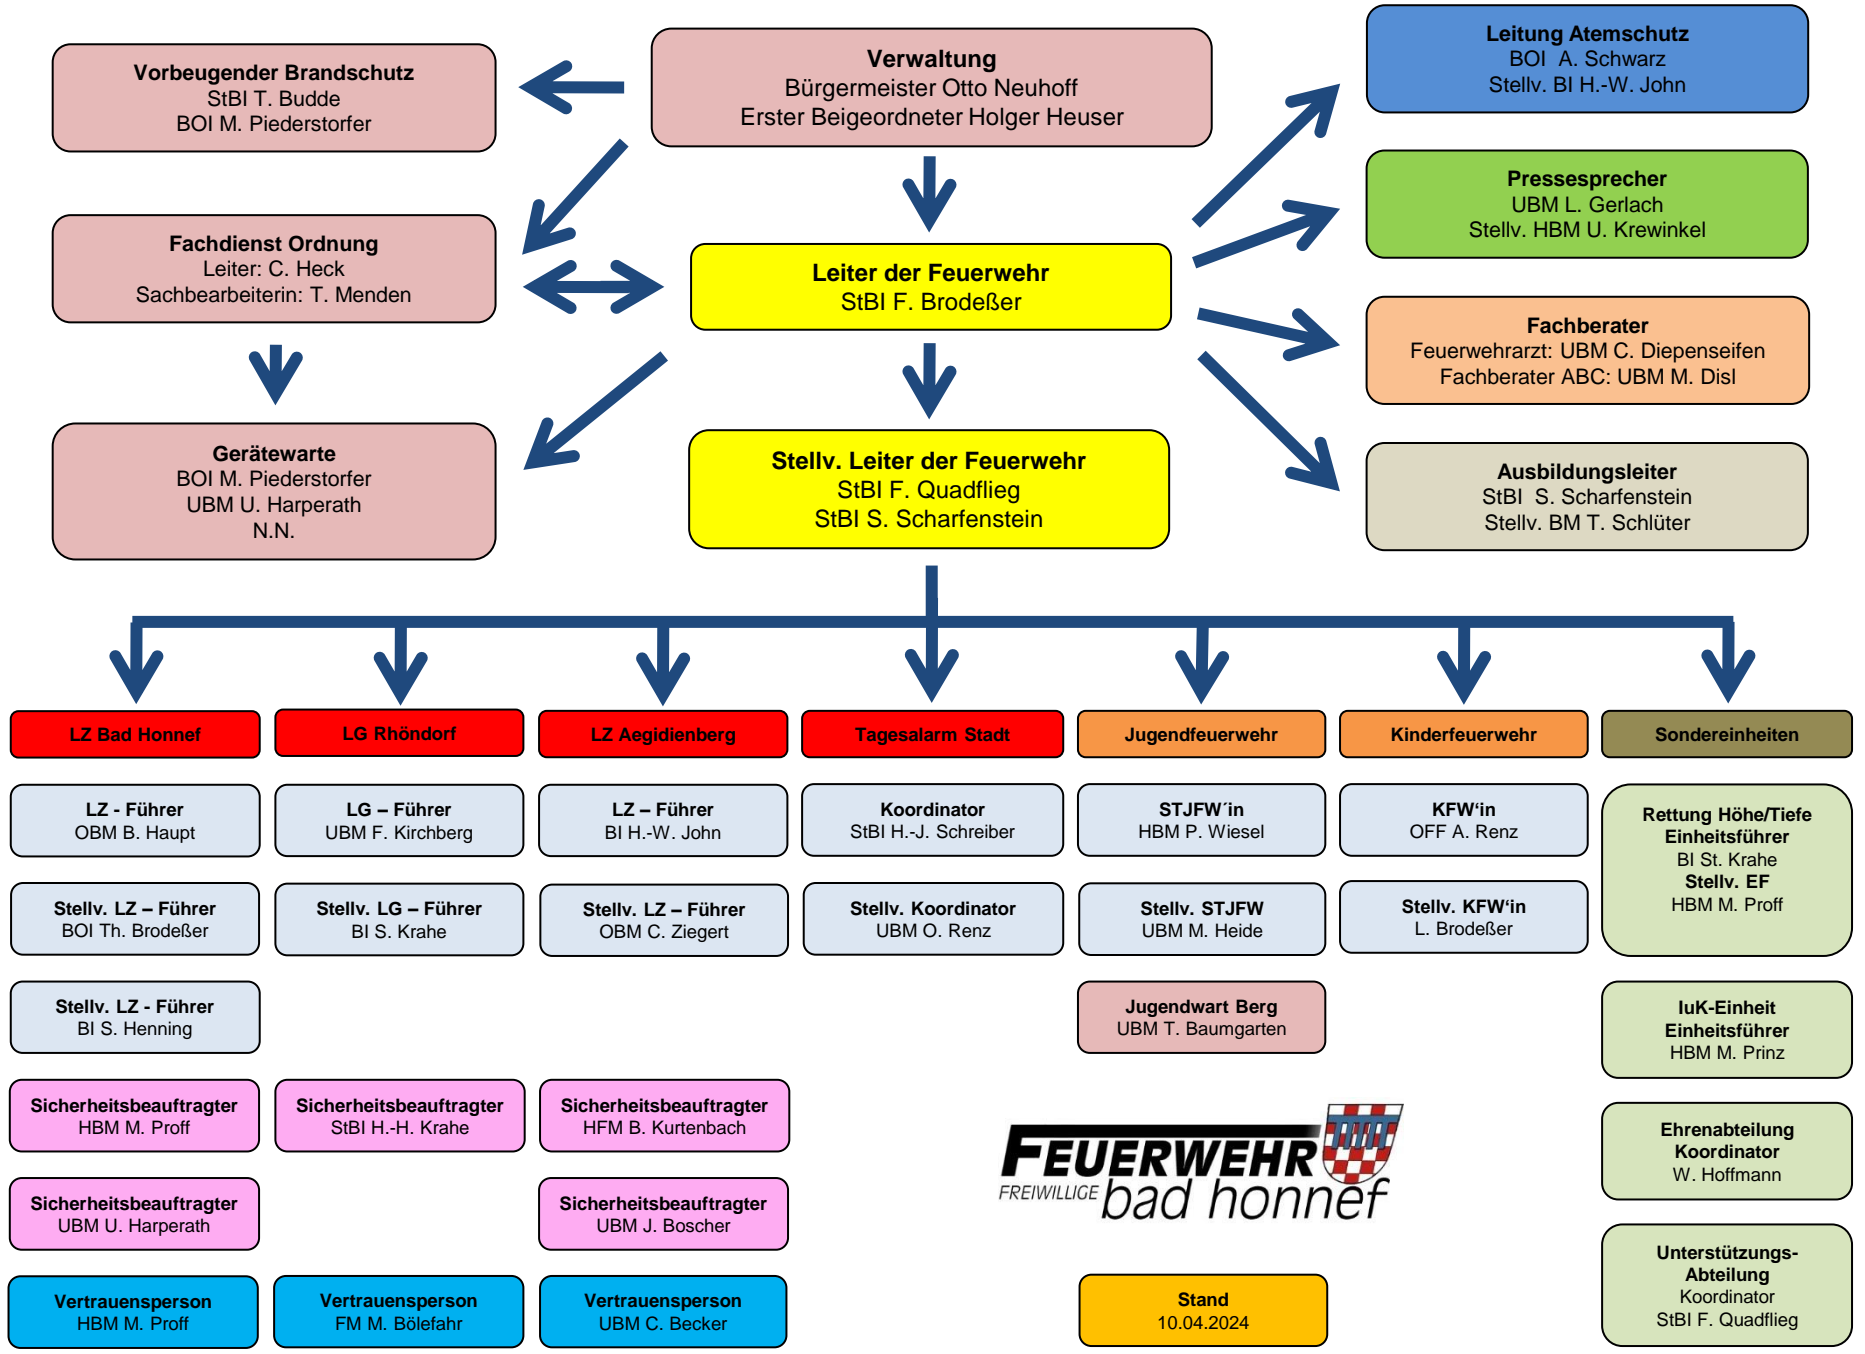 Vorbeugender Brandschutz
StBI T. Budde
BOI M. Piederstorfer
Verwaltung
Bürgermeister Otto Neuhoff
Erster Beigeordneter Holger Heuser
Leitung Atemschutz
BOI A. Schwarz
Stellv. BI H.-W. John
Pressesprecher
UBM L. Gerlach
Stellv. HBM U. Krewinkel
Fachdienst Ordnung
Leiter: C. Heck
Sachbearbeiterin: T. Menden
Leiter der Feuerwehr
StBI F. Brodeßer
Fachberater
Feuerwehrarzt: UBM C. Diepenseifen
Fachberater ABC: UBM M. Disl
Gerätewarte
BOI M. Piederstorfer
UBM U. Harperath
N.N.
Stellv. Leiter der Feuerwehr
StBI F. Quadflieg
StBI S. Scharfenstein
Ausbildungsleiter
StBI S. Scharfenstein
Stellv. BM T. Schlüter
LZ Bad Honnef
LG Rhöndorf
LZ Aegidienberg
Tagesalarm Stadt
Jugendfeuerwehr
Kinderfeuerwehr
Sondereinheiten
LZ - Führer
OBM B. Haupt
LG – Führer
UBM F. Kirchberg
LZ – Führer
BI H.-W. John
Koordinator
StBI H.-J. Schreiber
STJFW´in
HBM P. Wiesel
KFW‘in
OFF A. Renz
Rettung Höhe/Tiefe
Einheitsführer
BI St. Krahe
Stellv. EF
HBM M. Proff
Stellv. LZ – Führer
BOI Th. Brodeßer
Stellv. LG – Führer
BI S. Krahe
Stellv. LZ – Führer
OBM C. Ziegert
Stellv. Koordinator
UBM O. Renz
Stellv. STJFW
UBM M. Heide
Stellv. KFW‘in
L. Brodeßer
Stellv. LZ - Führer
BI S. Henning
Jugendwart Berg
UBM T. Baumgarten
IuK-Einheit
Einheitsführer
HBM M. Prinz
Sicherheitsbeauftragter
HBM M. Proff
Sicherheitsbeauftragter
StBI H.-H. Krahe
Sicherheitsbeauftragter
HFM B. Kurtenbach
FEUERWEHR
FREIWILLIGE bad honnef
Ehrenabteilung
Koordinator
W. Hoffmann
Sicherheitsbeauftragter
UBM U. Harperath
Sicherheitsbeauftragter
UBM J. Boscher
Unterstützungs-
Abteilung
Koordinator
StBI F. Quadflieg
Vertrauensperson
HBM M. Proff
Vertrauensperson
FM M. Bölefahr
Vertrauensperson
UBM C. Becker
Stand
10.04.2024